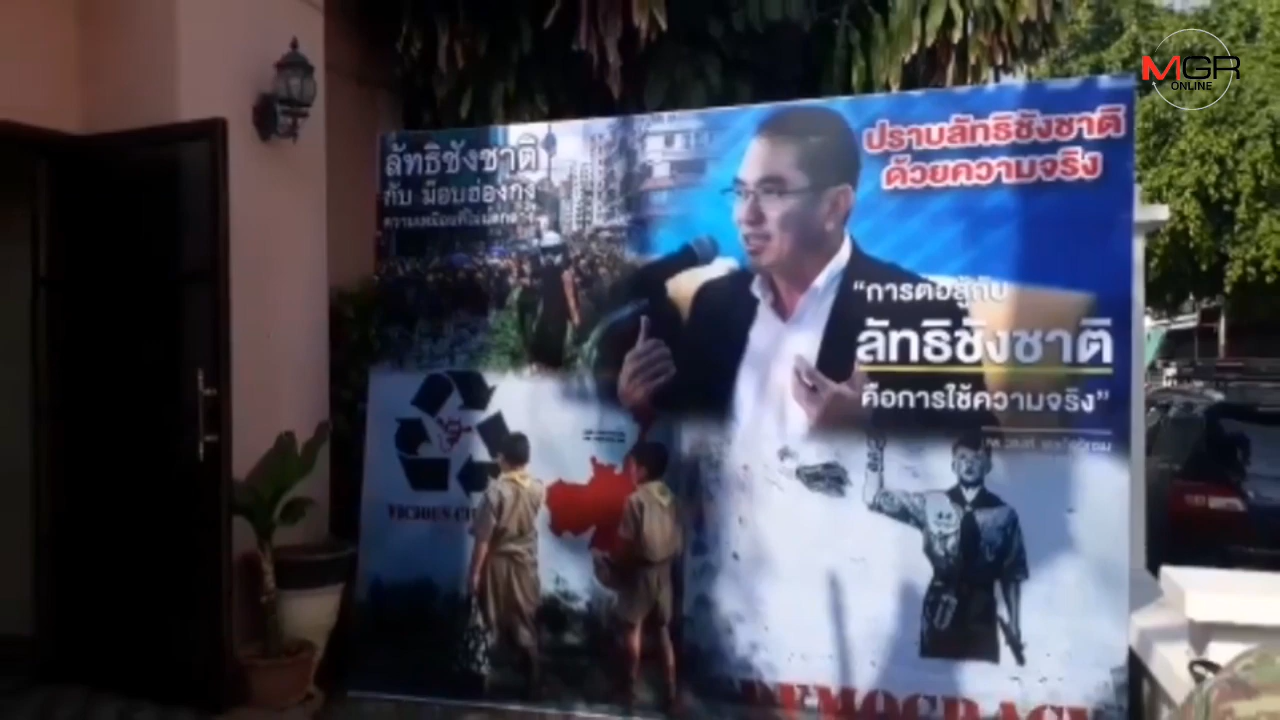 MGR
ONLINE
ลัทธิชังชาติ
กับ ม็อบฮ่องกง
ปราบลัทธิชังชาติ
ด้วยความจริง
“การต่อสู้กับ
ลัทธิชังชาติ
คือการใช้ความจริง”
VICIOUS
DEMOCRACY